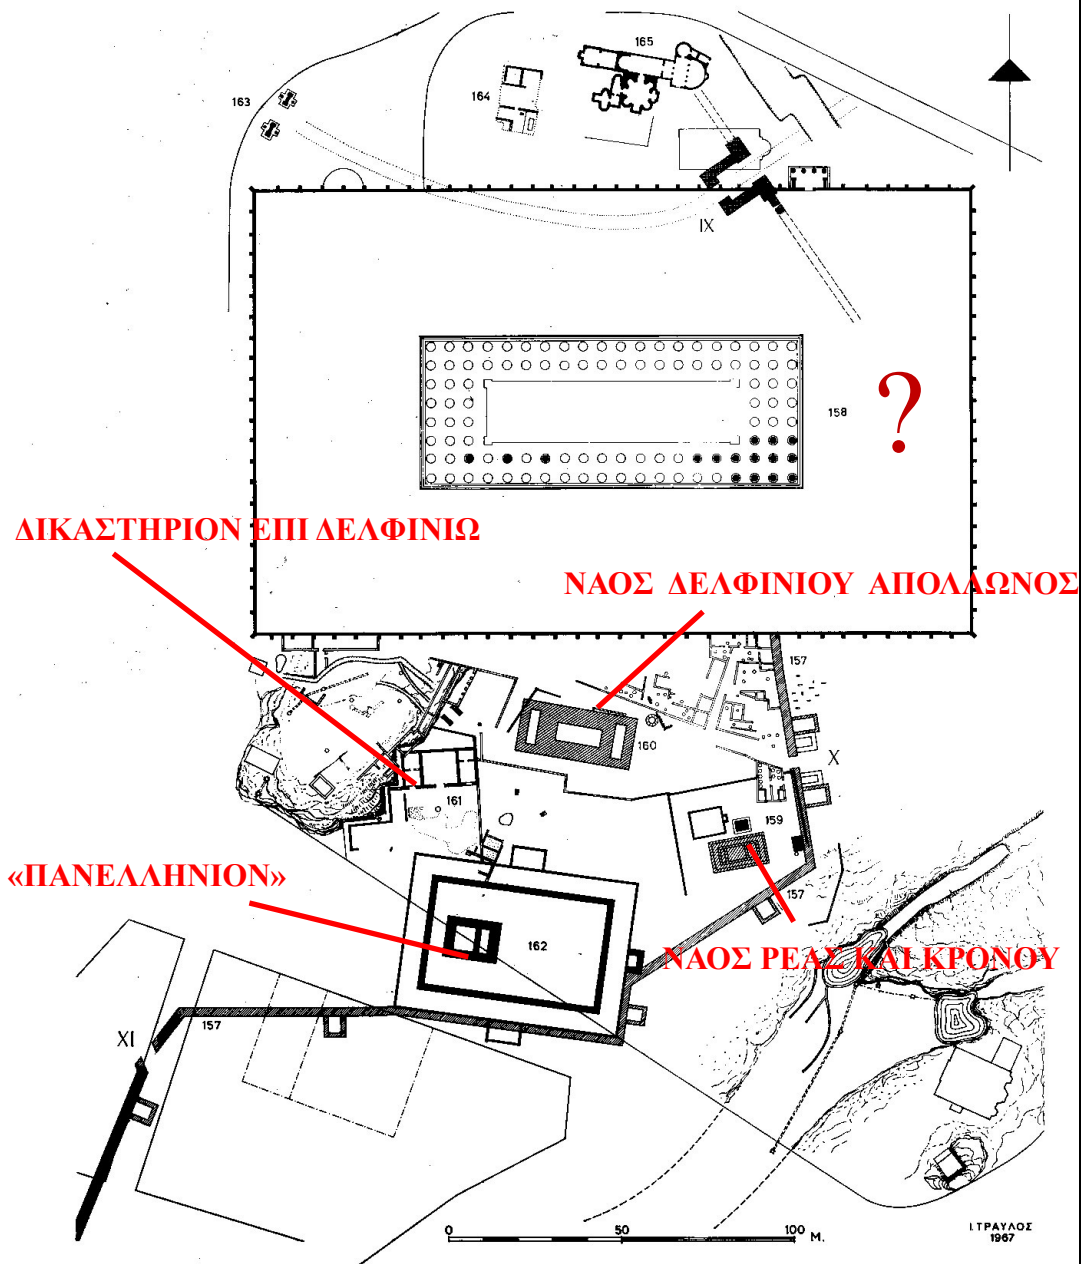 165
163
164
IX
158
?
ΔΙΚΑΣΤΗΡΙΟΝ ΕΠΙ ΔΕΛΦΙΝΙΩ
ΝΑΟΣ ΔΕΛΦΙΝΙΟΥ ΑΠΟΛΛΩΝΟΣ
157
160
X
161
159
«ΠΑΝΕΛΛΗΝΙΟΝ»
157
162
ΝΑΟΣ ΡΕΑΣ ΚΑΙ ΚΡΟΝΟΥ
157
XI
0 50 100 M.
Ι.ΤΡΑΥΛΟΣ
1967